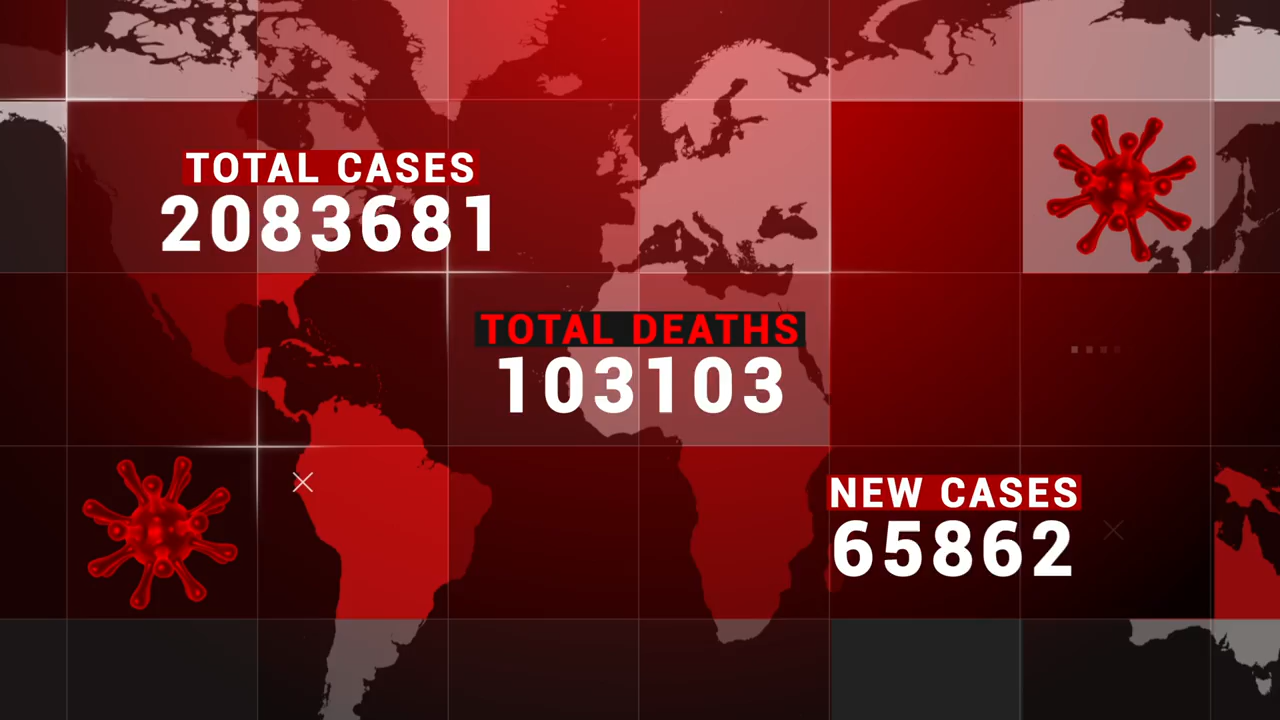 TOTAL CASES
2083681
TOTAL DEATHS
103103
NEW CASES
65862